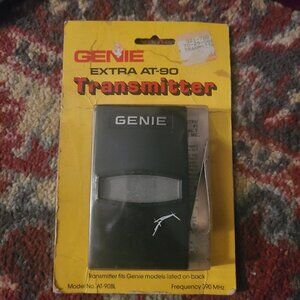 GENIE
EXTRA AT-90
Transmitter
GENIE
Transmitter fits Genie models listed on back
Model No. AT-90BL
Frequency 390 MHz